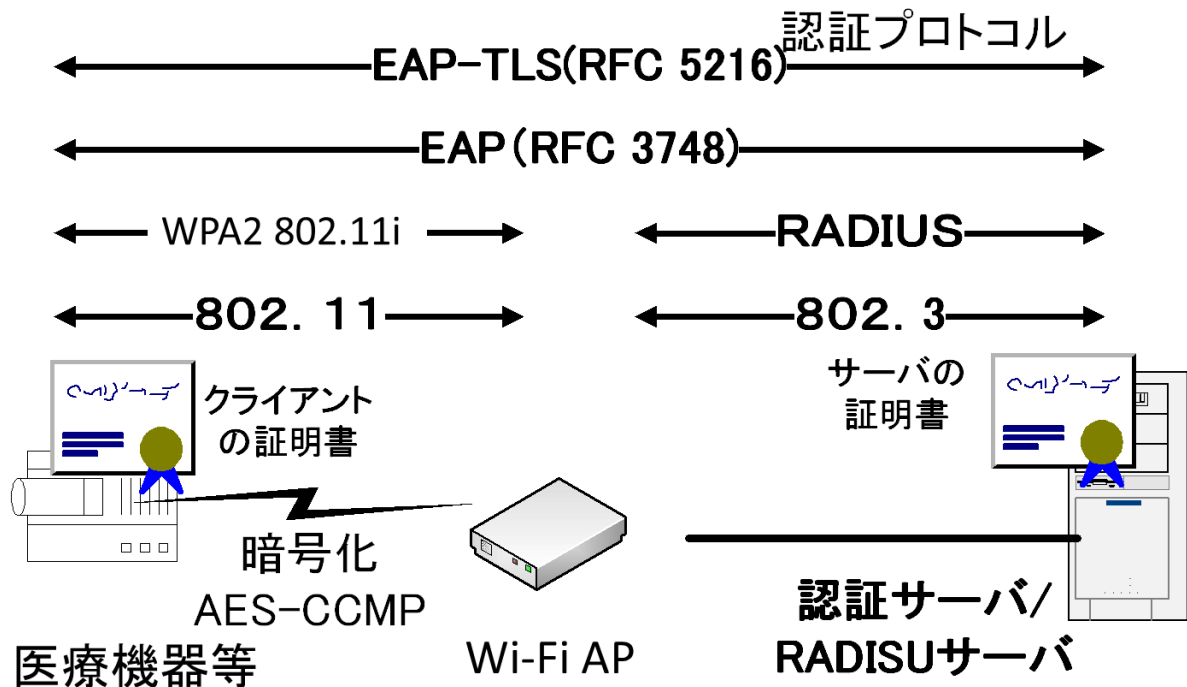 認証プロトコル
EAP-TLS(RFC 5216)
EAP(RFC 3748)
WPA2 802.11i
RADIUS
802. 11
802. 3
クライアント
の証明書
サーバの
証明書
暗号化
AES-CCMP
医療機器等
Wi-Fi AP
認証サーバ/
RADISUサーバ